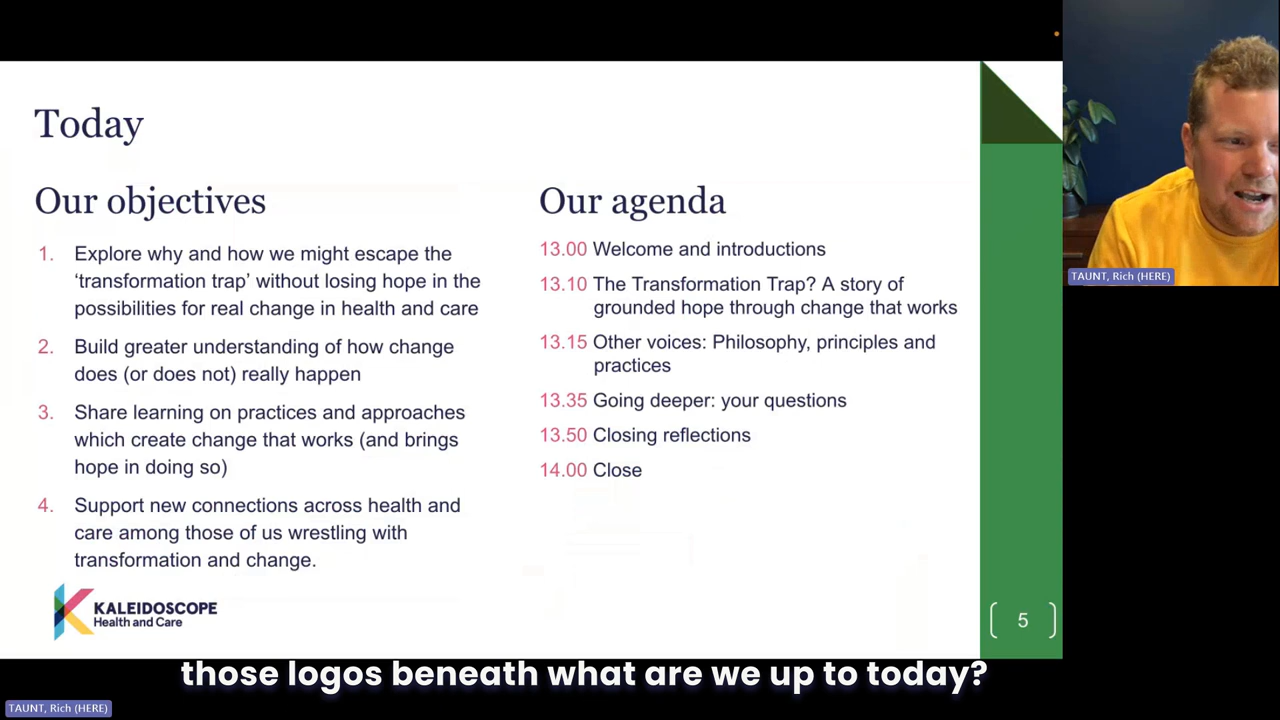 Today
Our objectives
1. Explore why and how we might escape the
‘transformation trap’ without losing hope in the
possibilities for real change in health and care
2. Build greater understanding of how change
does (or does not) really happen
3. Share learning on practices and approaches
which create change that works (and brings
hope in doing so)
4. Support new connections across health and
care among those of us wrestling with
transformation and change.
Our agenda
13.00 Welcome and introductions
13.10 The Transformation Trap? A story of
grounded hope through change that works
13.15 Other voices: Philosophy, principles and
practices
13.35 Going deeper: your questions
13.50 Closing reflections
14.00 Close
KALEIDOSCOPE
Health and Care
5
TAUNT, Rich (HERE)
those logos beneath what are we up to today?
TAUNT, Rich (HERE)